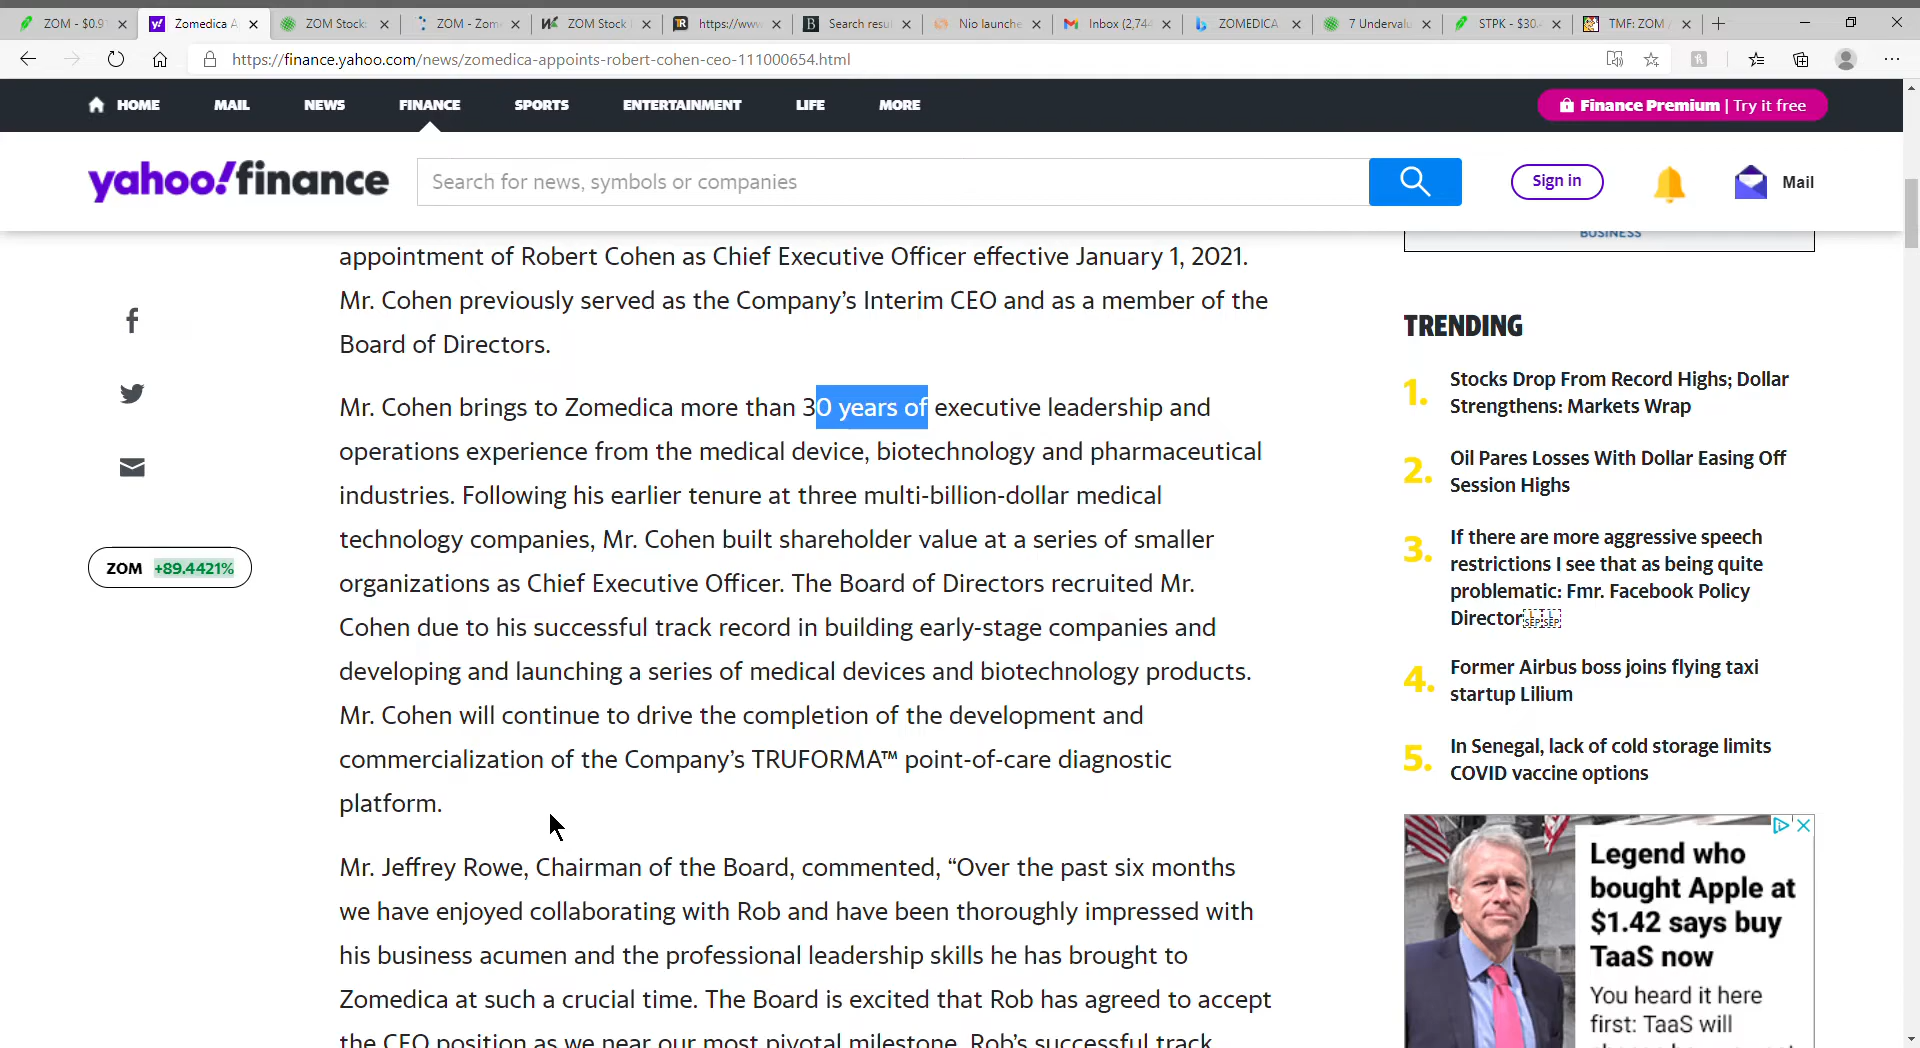 ZOM - $0.9
Zomedica A
ZOM Stock
ZOM - Zom
ZOM Stock
https://www
Search resu
Nio launche
Inbox (2,74
ZOMEDICA
7 Underval
STPK - $30.
TMF: ZOM
https://finance.yahoo.com/news/zomedica-appoints-robert-cohen-ceo-111000654.html
HOME MAIL NEWS FINANCE SPORTS ENTERTAINMENT LIFE MORE
Finance Premium | Try it free
yahoo!finance
Search for news, symbols or companies
Sign in
Mail
appointment of Robert Cohen as Chief Executive Officer effective January 1, 2021.
Mr. Cohen previously served as the Company’s Interim CEO and as a member of the
Board of Directors.
Mr. Cohen brings to Zomedica more than 30 years of executive leadership and
operations experience from the medical device, biotechnology and pharmaceutical
industries. Following his earlier tenure at three multi-billion-dollar medical
technology companies, Mr. Cohen built shareholder value at a series of smaller
organizations as Chief Executive Officer. The Board of Directors recruited Mr.
Cohen due to his successful track record in building early-stage companies and
developing and launching a series of medical devices and biotechnology products.
Mr. Cohen will continue to drive the completion of the development and
commercialization of the Company’s TRUFORMA™ point-of-care diagnostic
platform.
Mr. Jeffrey Rowe, Chairman of the Board, commented, “Over the past six months
we have enjoyed collaborating with Rob and have been thoroughly impressed with
his business acumen and the professional leadership skills he has brought to
Zomedica at such a crucial time. The Board is excited that Rob has agreed to accept
the CEO position as we near our most pivotal milestone. Rob’s successful track
ZOM +89.4421%
BUSINESS
TRENDING
1. Stocks Drop From Record Highs; Dollar
Strengthens: Markets Wrap
2. Oil Pares Losses With Dollar Easing Off
Session Highs
3. If there are more aggressive speech
restrictions I see that as being quite
problematic: Fmr. Facebook Policy
Director
4. Former Airbus boss joins flying taxi
startup Lilium
5. In Senegal, lack of cold storage limits
COVID vaccine options
Legend who
bought Apple at
$1.42 says buy
TaaS now
You heard it here
first: TaaS will